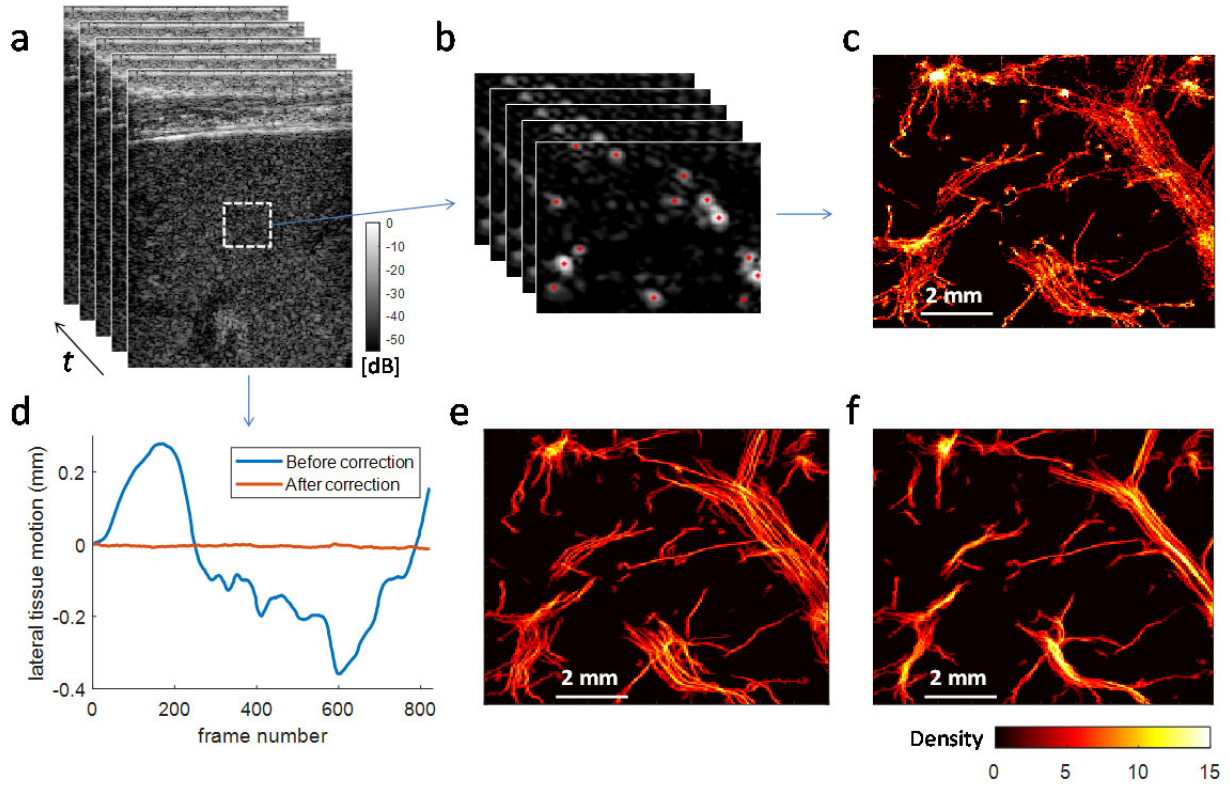 a
b
c
0
-10
-20
-30
-40
-50
[dB]
t
2 mm
d
0.2
0
-0.2
-0.4
lateral tissue motion (mm)
Before correction
After correction
0
200
400
600
800
frame number
e
2 mm
f
2 mm
Density
0
5
10
15